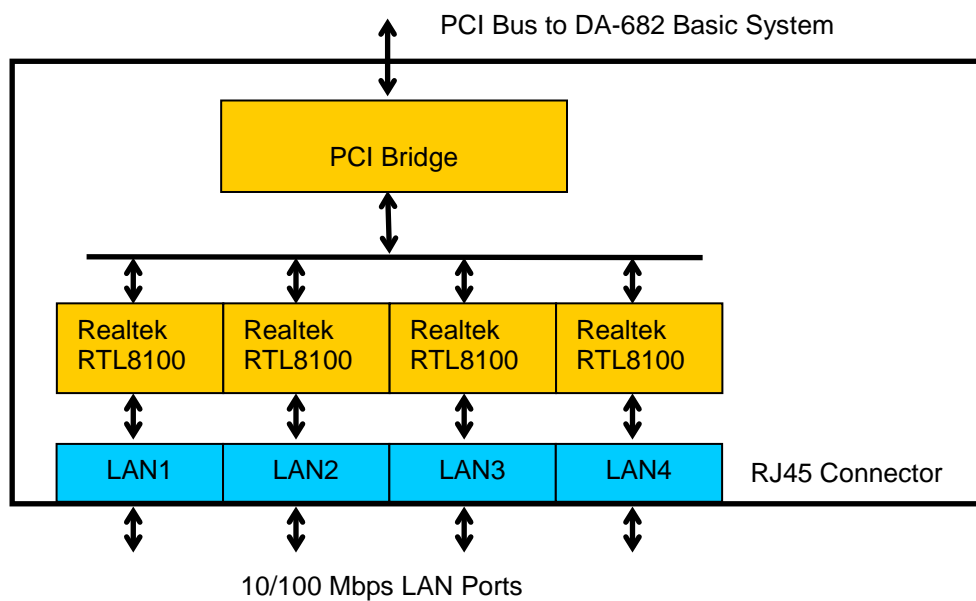 PCI Bus to DA-682 Basic System
PCI Bridge
Realtek
RTL8100
Realtek
RTL8100
Realtek
RTL8100
Realtek
RTL8100
LAN1
LAN2
LAN3
LAN4
RJ45 Connector
10/100 Mbps LAN Ports